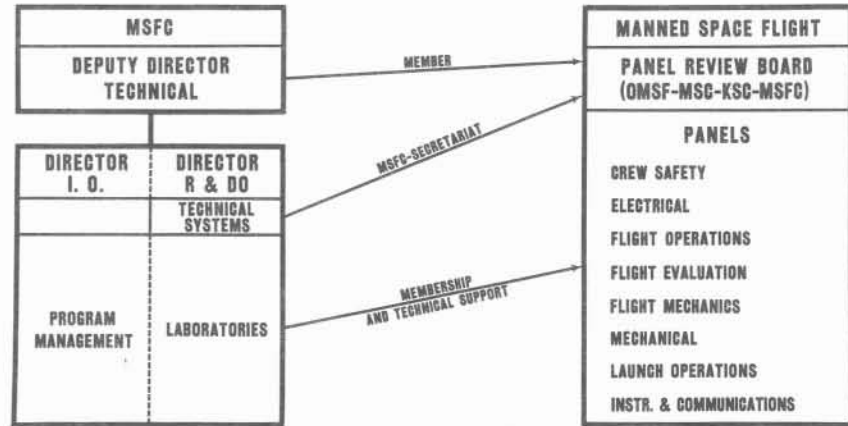 MSFC
DEPUTY DIRECTOR
TECHNICAL
DIRECTOR
I. O.
DIRECTOR
R & DO
TECHNICAL
SYSTEMS
PROGRAM
MANAGEMENT
LABORATORIES
MEMBER
MSFC-SECRETARIAT
MEMBERSHIP
AND TECHNICAL SUPPORT
MANNED SPACE FLIGHT
PANEL REVIEW BOARD
(OMSF-MSC-KSC-MSFC)
PANELS
CREW SAFETY
ELECTRICAL
FLIGHT OPERATIONS
FLIGHT EVALUATION
FLIGHT MECHANICS
MECHANICAL
LAUNCH OPERATIONS
INSTR. & COMMUNICATIONS